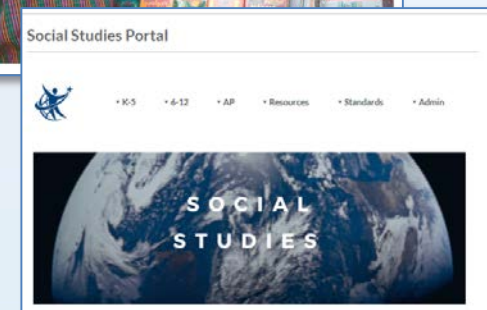 Social Studies Portal
• K-5 • 6-12 • AP • Resources • Standards • Admin
SOCIAL
STUDIES